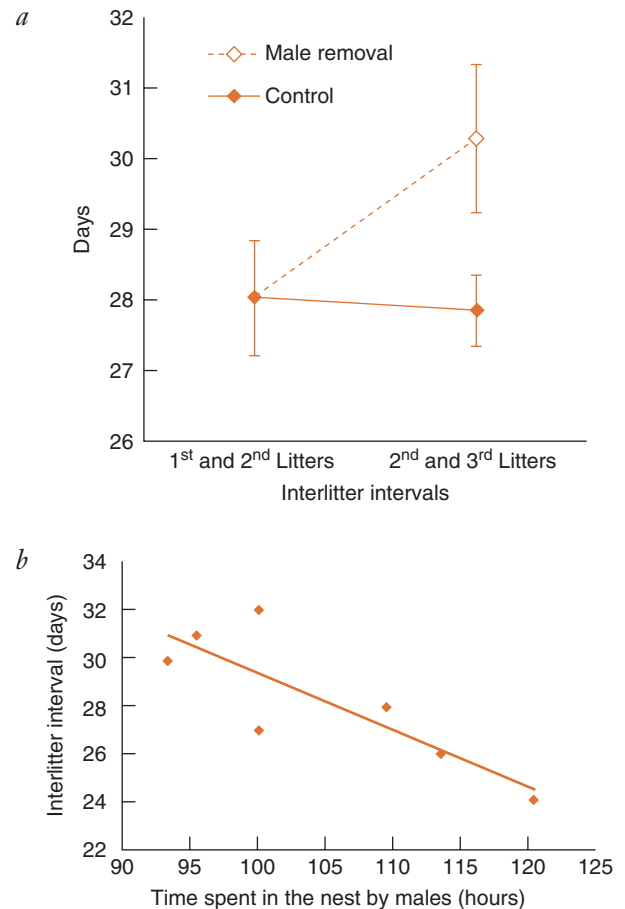 a
32
31
30
29
28
27
26
Days
Male removal
Control
1st and 2nd Litters
2nd and 3rd Litters
Interlitter intervals
b
34
32
30
28
26
24
22
Interlitter interval (days)
90 95 100 105 110 115 120 125
Time spent in the nest by males (hours)